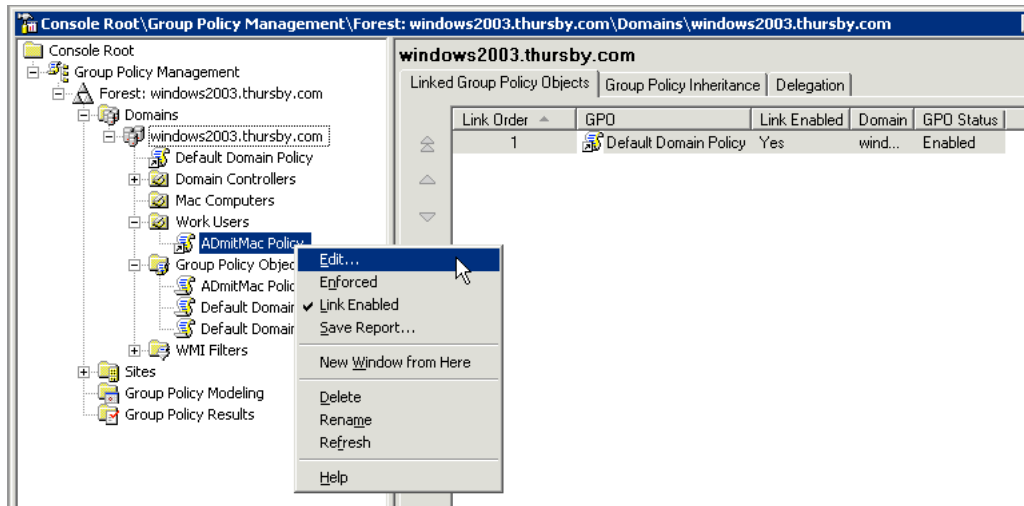 Console Root\Group Policy Management\Forest: windows2003.thursby.com\Domains\windows2003.thursby.com
Console Root
Group Policy Management
Forest: windows2003.thursby.com
Domains
windows2003.thursby.com
Default Domain Policy
Domain Controllers
Mac Computers
Work Users
ADmitMac Policy
Group Policy Objec
ADmitMac Polic
Default Domain
Default Domain
WMI Filters
Sites
Group Policy Modeling
Group Policy Results
Edit...
Enforced
Link Enabled
Save Report...
New Window from Here
Delete
Rename
Refresh
Help
windows2003.thursby.com
Linked Group Policy Objects Group Policy Inheritance Delegation
Link Order GPO Link Enabled Domain GPO Status
1 Default Domain Policy Yes wind... Enabled